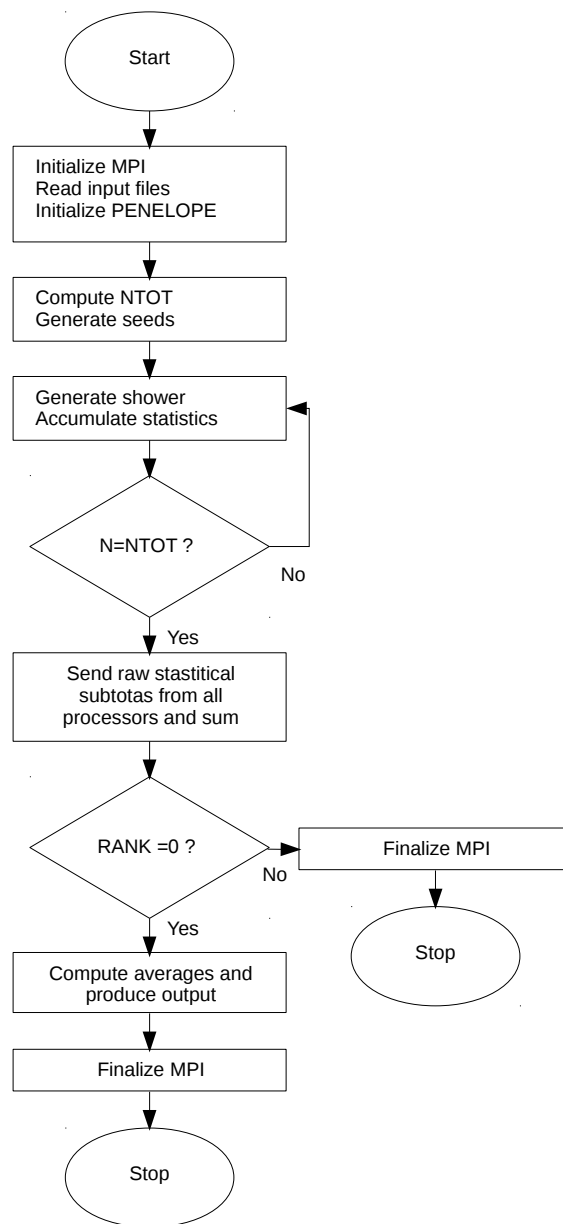 Start
Initialize MPI
Read input files
Initialize PENELOPE
Compute NTOT
Generate seeds
Generate shower
Accumulate statistics
N=NTOT ?
No
Yes
Send raw stastitical
subtotas from all
processors and sum
RANK =0 ?
No
Finalize MPI
Yes
Stop
Compute averages and
produce output
Finalize MPI
Stop